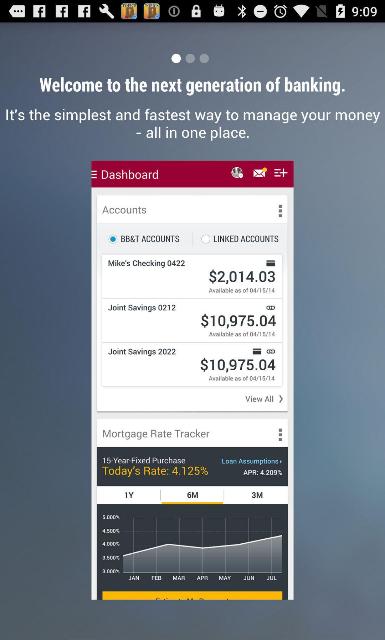 9:09
Welcome to the next generation of banking.
It's the simplest and fastest way to manage your money
- all in one place.
Dashboard
Accounts
BB&T ACCOUNTS
LINKED ACCOUNTS
Mike's Checking 0422
$2,014.03
Available as of 04/15/14
Joint Savings 0212
$10,975.04
Available as of 04/15/14
Joint Savings 2022
$10,975.04
Available as of 04/15/14
View All
Mortgage Rate Tracker
15-Year-Fixed Purchase
Loan Assumptions
Today's Rate: 4.125%
APR: 4.209%
1Y 6M 3M
5.000%
4.500%
4.000%
3.500%
3.000%
JAN FEB MAR APR MAY JUN JUL